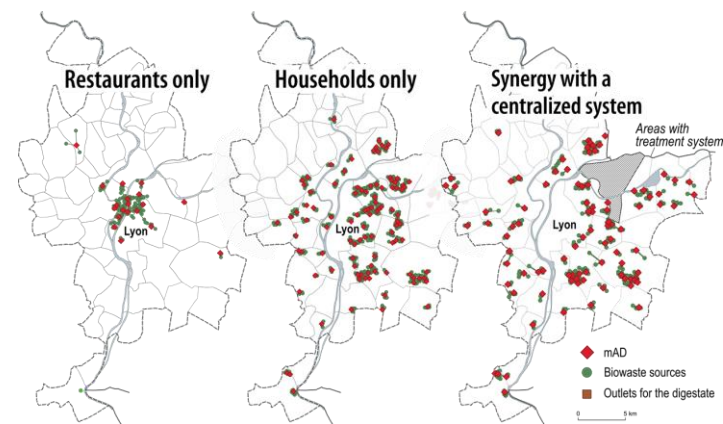 Restaurants only
Households only
Synergy with a
centralized system
Areas with
treatment system
Lyon
Lyon
Lyon
mAD
Biowaste sources
Outlets for the digestate
0 5 km